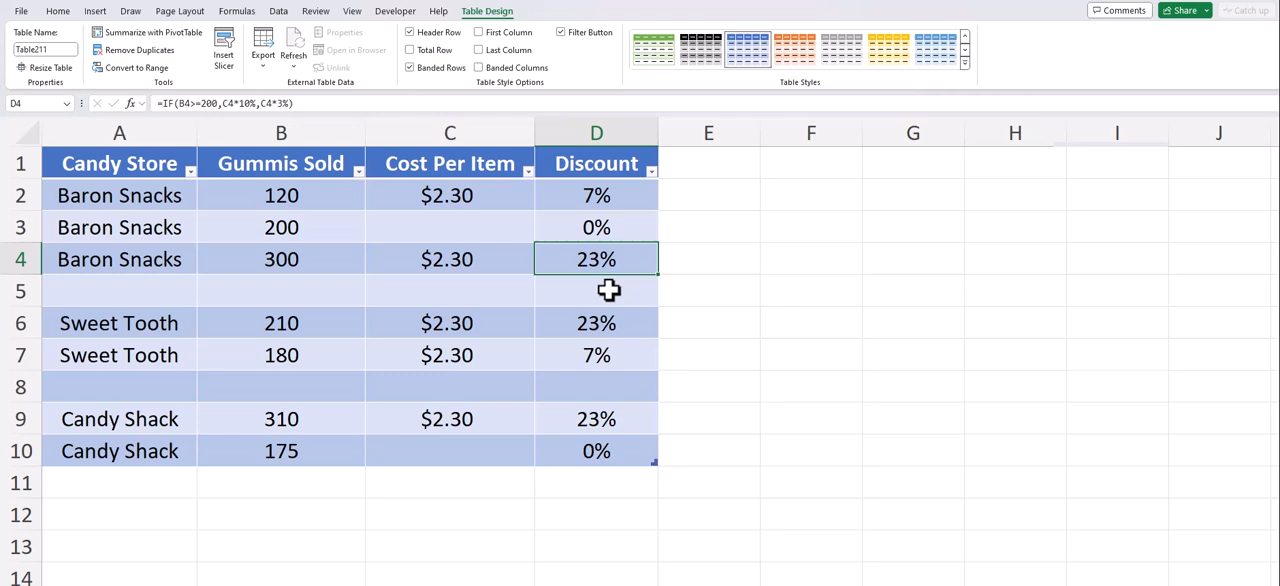 File Home Insert Draw Page Layout Formulas Data Review View Developer Help Table Design Comments Share Catch up
Table Name:
Table211
Resize Table
Properties
Summarize with PivotTable
Remove Duplicates
Convert to Range
Tools
Insert
Slicer
Export
Refresh
Properties
Open in Browser
Unlink
External Table Data
Header Row First Column Filter Button
Total Row Last Column
Banded Rows Banded Columns
Table Style Options
Table Styles
D4 fx =IF(B4>=200,C4*10%,C4*3%)
A B C D E F G H I J
1 Candy Store Gummis Sold Cost Per Item Discount
2 Baron Snacks 120 $2.30 7%
3 Baron Snacks 200 0%
4 Baron Snacks 300 $2.30 23%
5
6 Sweet Tooth 210 $2.30 23%
7 Sweet Tooth 180 $2.30 7%
8
9 Candy Shack 310 $2.30 23%
10 Candy Shack 175 0%
11
12
13
14